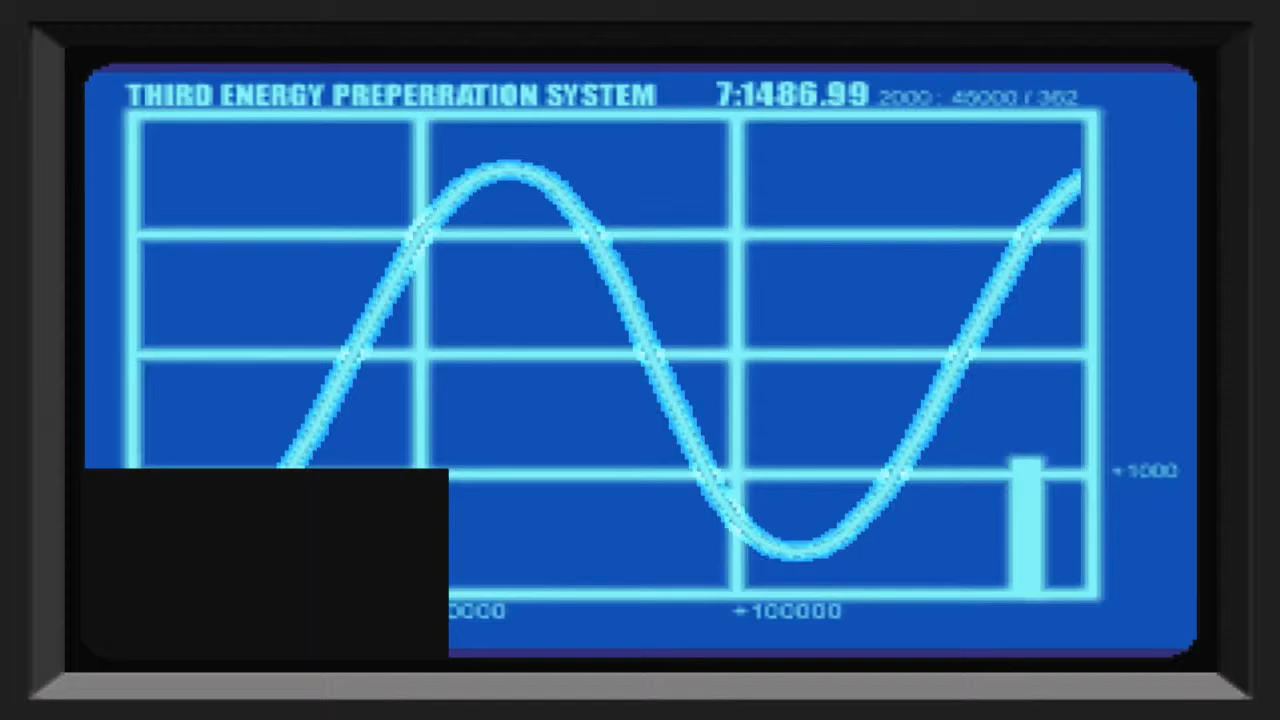 THIRD ENERGY PREPERRATION SYSTEM 7:1486.99 2000 : 45000 / 362
+1000
0000 +100000